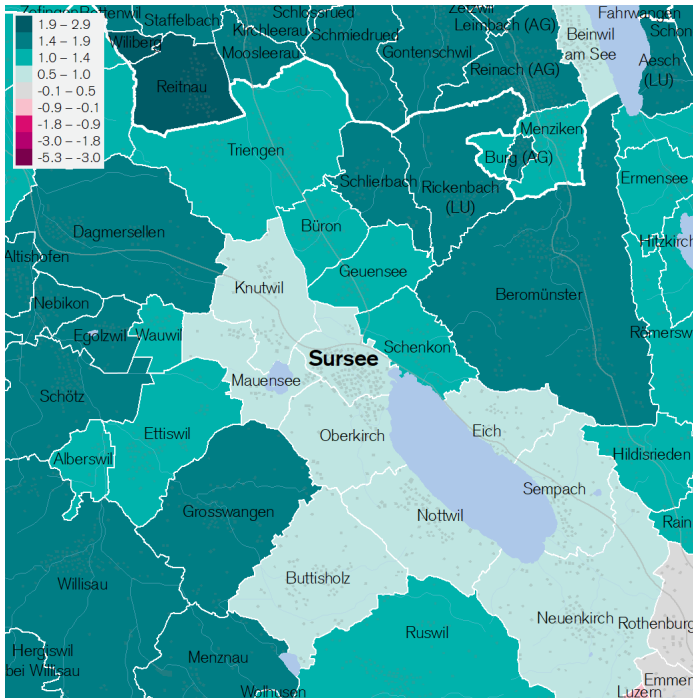 1.9 – 2.9
1.4 – 1.9
1.0 – 1.4
0.5 – 1.0
-0.1 – 0.5
-0.9 – -0.1
-1.8 – -0.9
-3.0 – -1.8
-5.3 – -3.0
Staffelbach
Wiliberg
Reitnau
Schlossrued
Kirchleerau
Schmiedrued
Moosleerau
Gontenschwil
Leimbach (AG)
Reinach (AG)
Beinwil
am See
Fahrwangen
Aesch
(LU)
Menziken
Burg (AG)
Triengen
Schlierbach
Rickenbach
(LU)
Ermensee
Hitzkirch
Dagmersellen
Altishofen
Büron
Geuensee
Knutwil
Beromünster
Nebikon
Egolzwil
Wauwil
Schenkon
Sursee
Mauensee
Schötz
Oberkirch
Eich
Ettiswil
Alberswil
Hildisrieden
Sempach
Grosswangen
Nottwil
Rain
Buttisholz
Willisau
Neuenkirch
Rothenburg
Ruswil
Hergiswil
bei Willisau
Menznau
Wolhusen
Emmen
Luzern